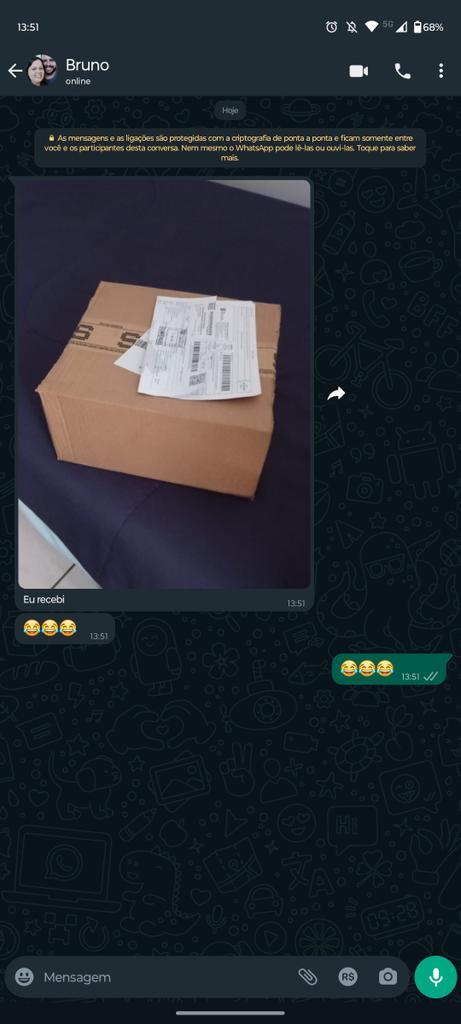 13:51
5G
68%
Bruno
online
Hoje
As mensagens e as ligações são protegidas com a criptografia de ponta a ponta e ficam somente entre
você e os participantes desta conversa. Nem mesmo o WhatsApp pode lê-las ou ouvi-las. Toque para saber
mais.
Eu recebi
13:51
😂😂😂 13:51
😂😂😂 13:51
Mensagem
R$